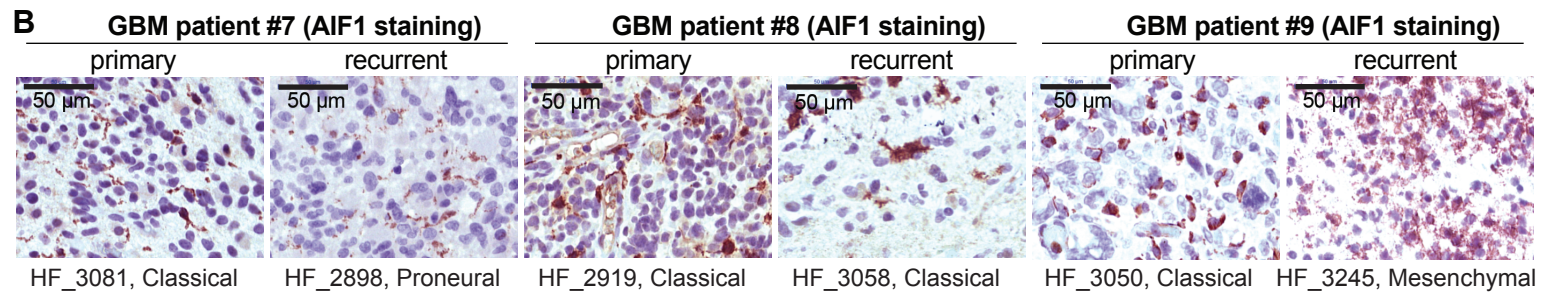 B
GBM patient #7 (AIF1 staining) GBM patient #8 (AIF1 staining) GBM patient #9 (AIF1 staining)
primary recurrent primary recurrent primary recurrent
50 µm 50 µm 50 µm 50 µm 50 µm 50 µm
HF_3081, Classical HF_2898, Proneural HF_2919, Classical HF_3058, Classical HF_3050, Classical HF_3245, Mesenchymal